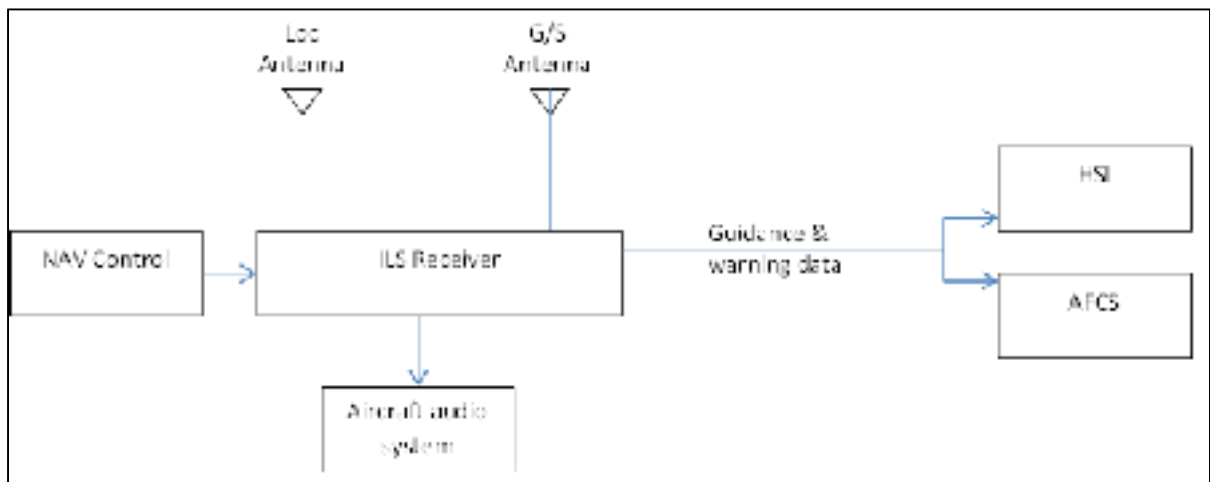 Loc
Antenna
G/S
Antenna
HSI
NAV Control
ILS Receiver
Guidance &
warning data
AFCS
Aircraft audio
system